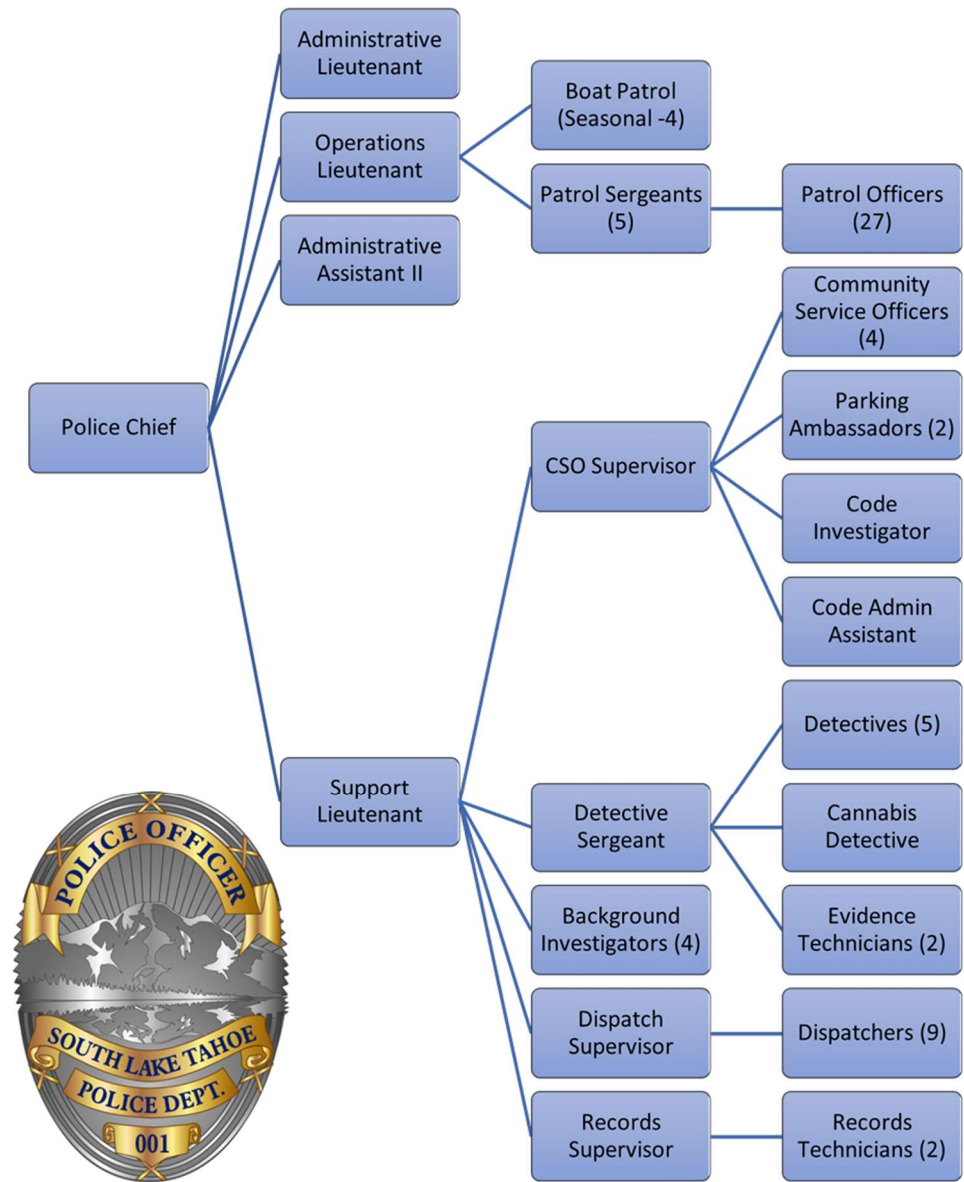 Administrative
Lieutenant
Operations
Lieutenant
Administrative
Assistant II
Boat Patrol
(Seasonal -4)
Patrol Sergeants
(5)
Patrol Officers
(27)
Community
Service Officers
(4)
Police Chief
CSO Supervisor
Parking
Ambassadors (2)
Code
Investigator
Code Admin
Assistant
Support
Lieutenant
Detective
Sergeant
Detectives (5)
Cannabis
Detective
Evidence
Technicians (2)
Background
Investigators (4)
Dispatch
Supervisor
Dispatchers (9)
Records
Supervisor
Records
Technicians (2)
POLICE OFFICER
SOUTH LAKE TAHOE
POLICE DEPT.
001